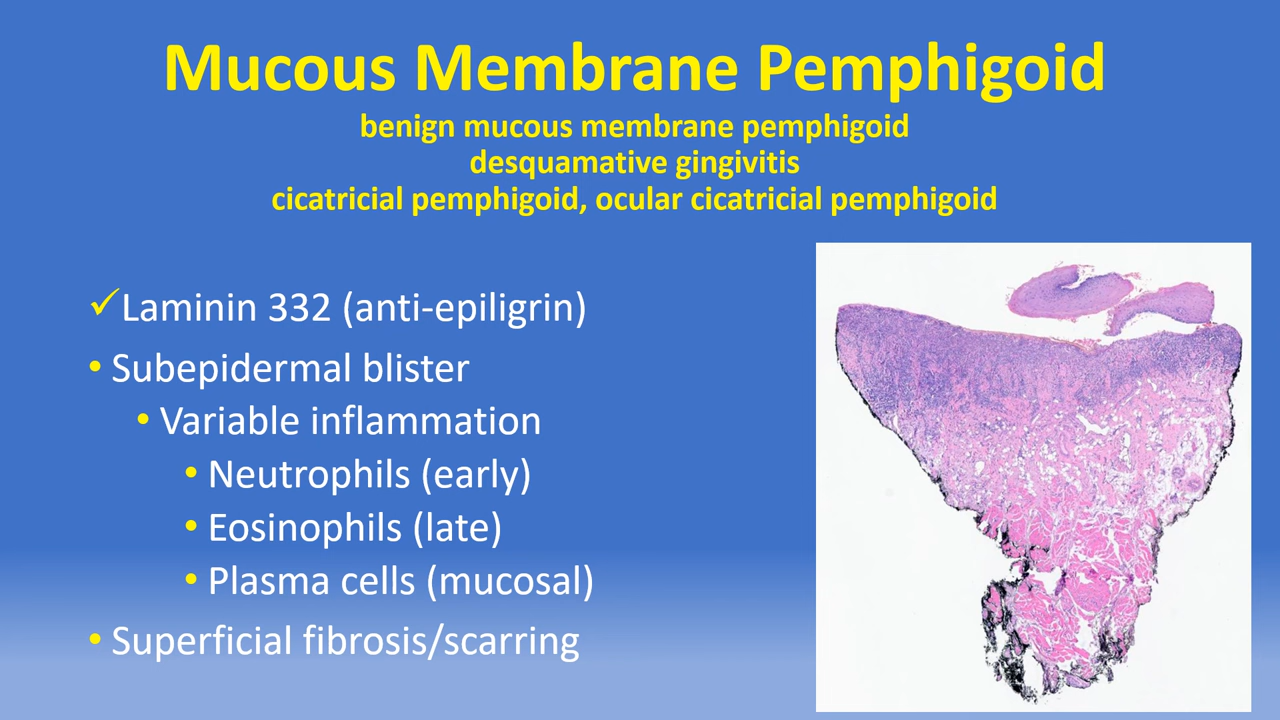 Mucous Membrane Pemphigoid
benign mucous membrane pemphigoid
desquamative gingivitis
cicatricial pemphigoid, ocular cicatricial pemphigoid
✓Laminin 332 (anti-epiligrin)
• Subepidermal blister
• Variable inflammation
• Neutrophils (early)
• Eosinophils (late)
• Plasma cells (mucosal)
• Superficial fibrosis/scarring